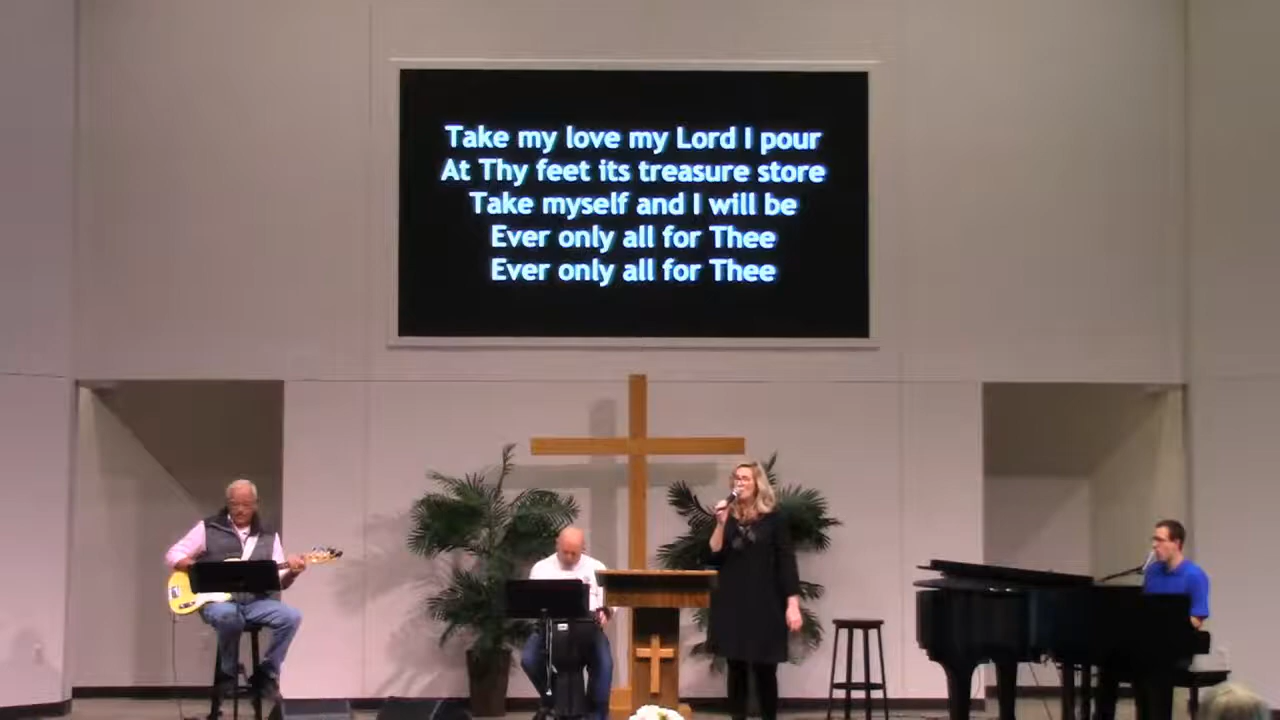 Take my love my Lord I pour
At Thy feet its treasure store
Take myself and I will be
Ever only all for Thee
Ever only all for Thee